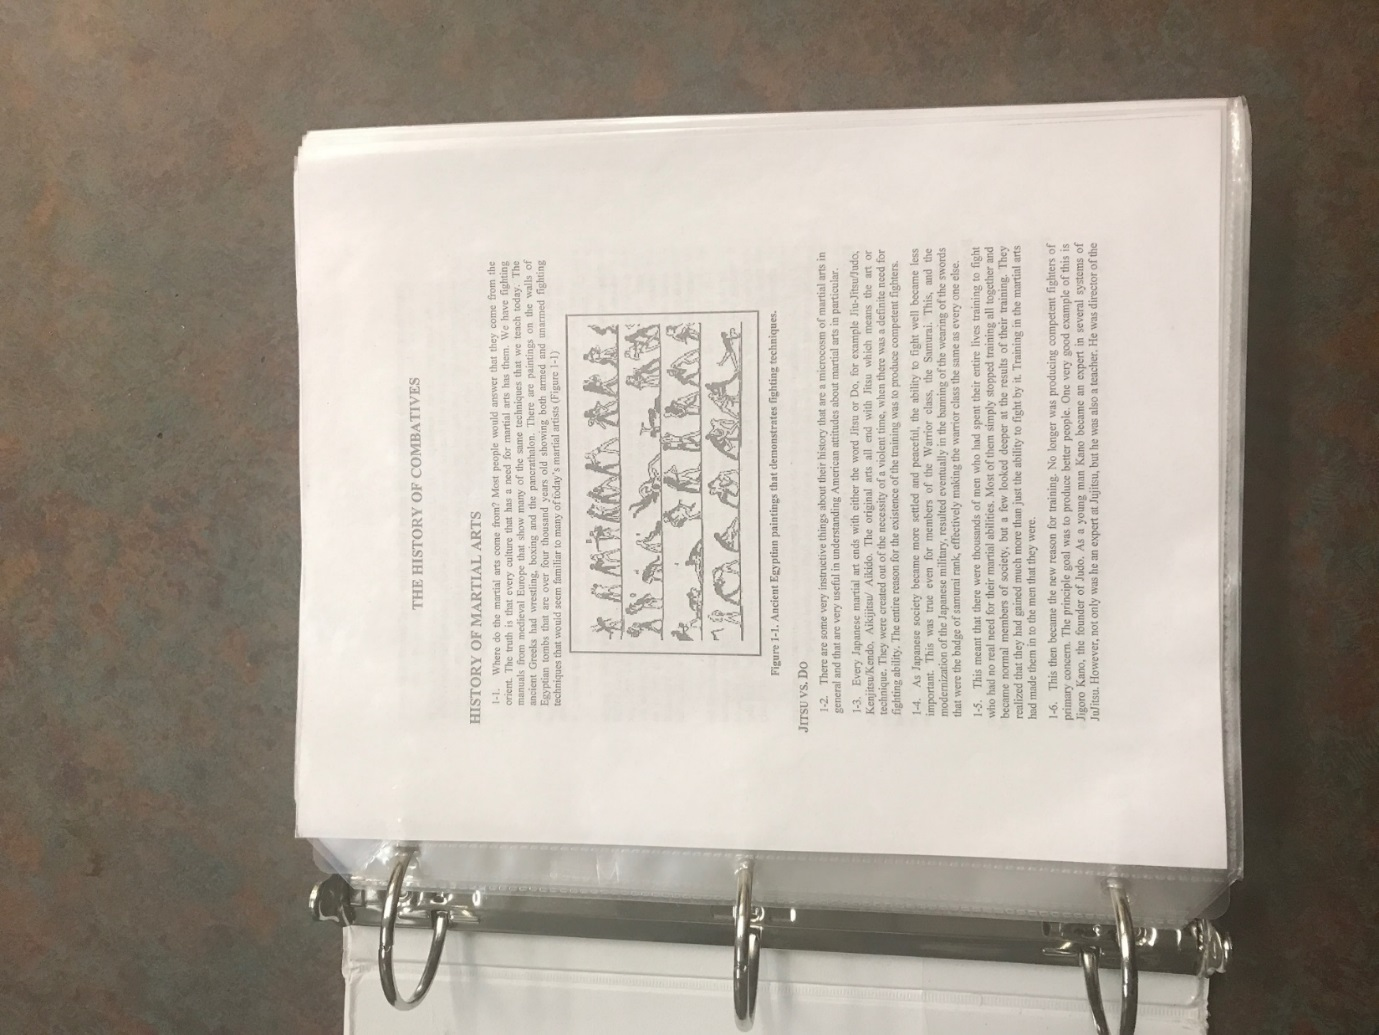 THE HISTORY OF COMBATIVES
HISTORY OF MARTIAL ARTS
1-1. Where do the martial arts come from? Most people would answer that they come from the
orient. The truth is that every culture that has a need for martial arts has them. We have fighting
manuals from medieval Europe that show many of the same techniques that we teach today. The
ancient Greeks had wrestling, boxing and the pancrathalon. There are paintings on the walls of
Egyptian tombs that are over four thousand years old showing both armed and unarmed fighting
techniques that would seem familiar to many of today's martial artists (Figure 1-1)
Figure 1-1. Ancient Egyptian paintings that demonstrates fighting techniques.
JITSU VS. DO
1-2. There are some very instructive things about their history that are a microcosm of martial arts in
general and that are very useful in understanding American attitudes about martial arts in particular.
1-3. Every Japanese martial art ends with either the word Jitsu or Do, for example Jiu-Jitsu/Judo,
Kenjitsu/Kendo, Aikijitsu/ Aikido. The original arts all end with Jitsu which means the art or
technique. They were created out of the necessity of a violent time, when there was a definite need for
fighting ability. The entire reason for the existence of the training was to produce competent fighters.
1-4. As Japanese society became more settled and peaceful, the ability to fight well became less
important. This was true even for members of the Warrior class, the Samurai. This, and the
modernization of the Japanese military, resulted eventually in the banning of the wearing of the swords
that were the badge of samurai rank, effectively making the warrior class the same as every one else.
1-5. This meant that there were thousands of men who had spent their entire lives training to fight
who had no real need for their martial abilities. Most of them simply stopped training all together and
became normal members of society, but a few looked deeper at the results of their training. They
realized that they had gained much more than just the ability to fight by it. Training in the martial arts
had made them in to the men that they were.
1-6. This then became the new reason for training. No longer was producing competent fighters of
primary concern. The principle goal was to produce better people. One very good example of this is
Jigoro Kano, the founder of Judo. As a young man Kano became an expert in several systems of
JuJitsu. However, not only was he an expert at Jujitsu, but he was also a teacher. He was director of the